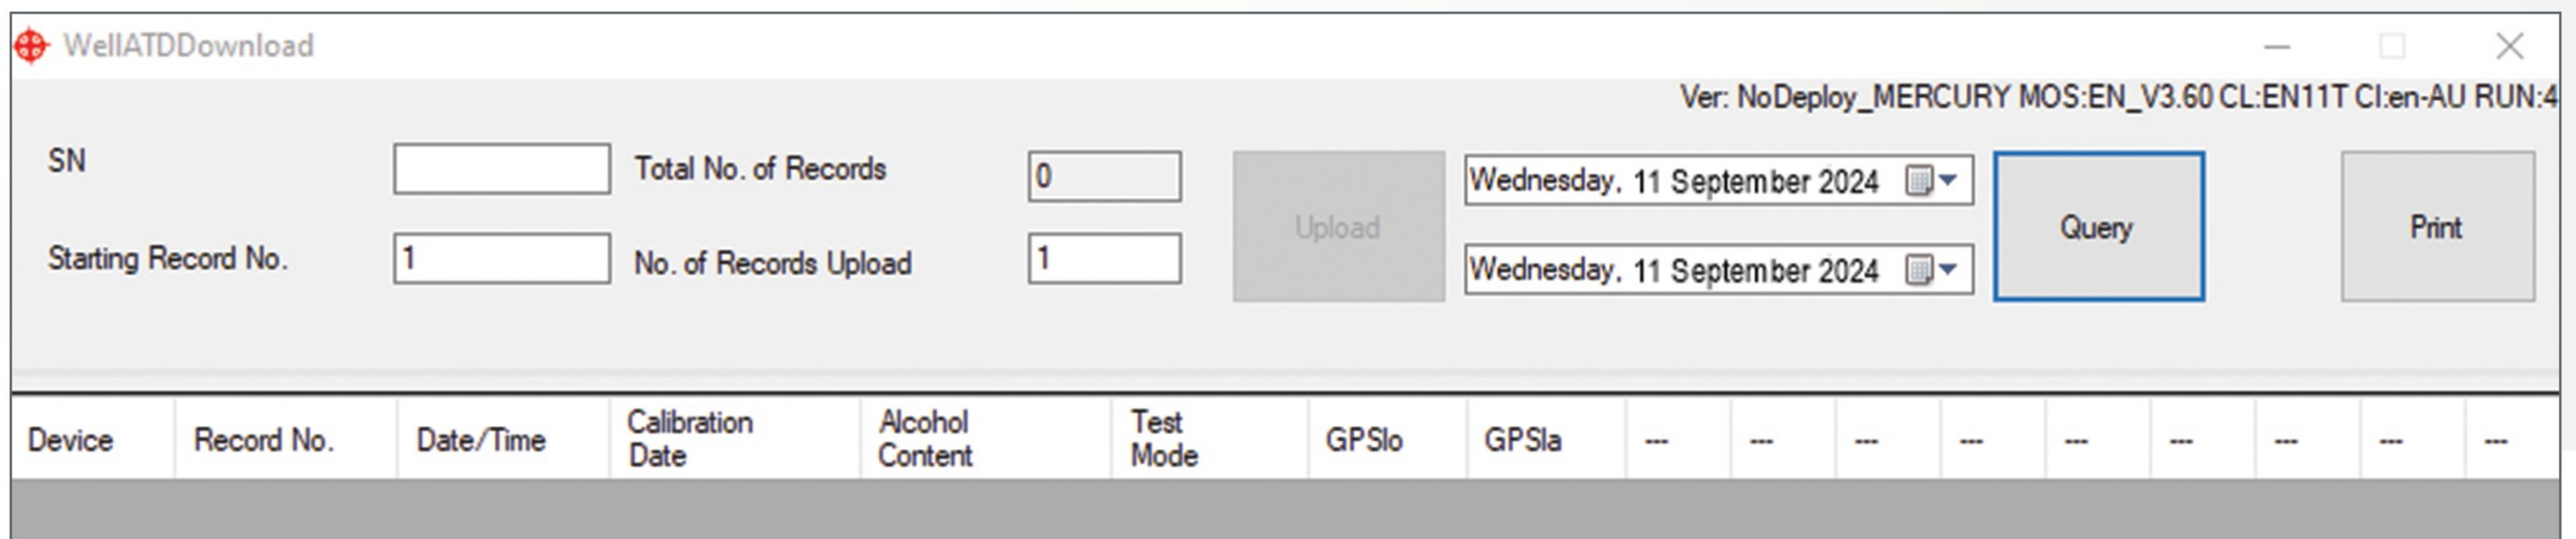 WellATDDownload
Ver: NoDeploy_MERCURY MOS:EN_V3.60 CL:EN11T CI:en-AU RUN:4
SN Total No. of Records 0 Wednesday, 11 September 2024
Upload Query Print
Starting Record No. 1 No. of Records Upload 1 Wednesday, 11 September 2024
Device Record No. Date/Time Calibration Date Alcohol Content Test Mode GPSlo GPSla --- --- --- --- --- --- --- --- ---